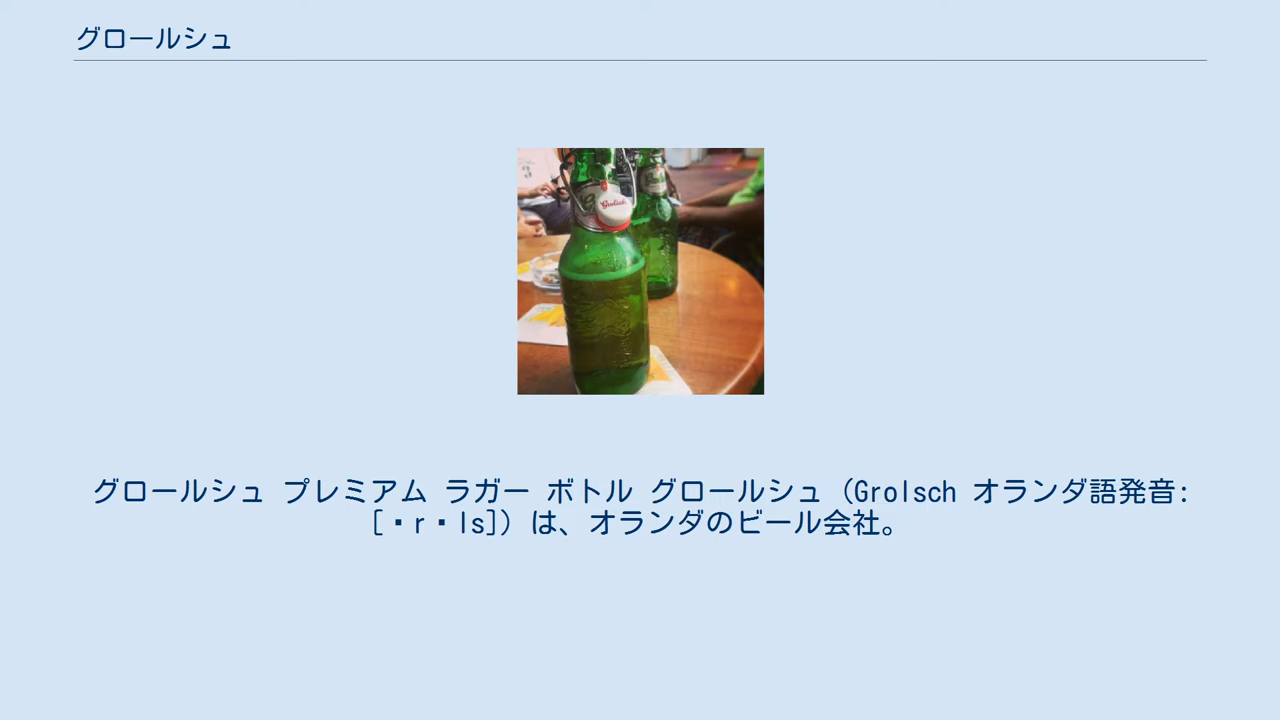 グロールシュ
Grolsch
グロールシュ プレミアム ラガー ボトル グロールシュ（Grolsch オランダ語発音:
[▪r▪ls]）は、オランダのビール会社。